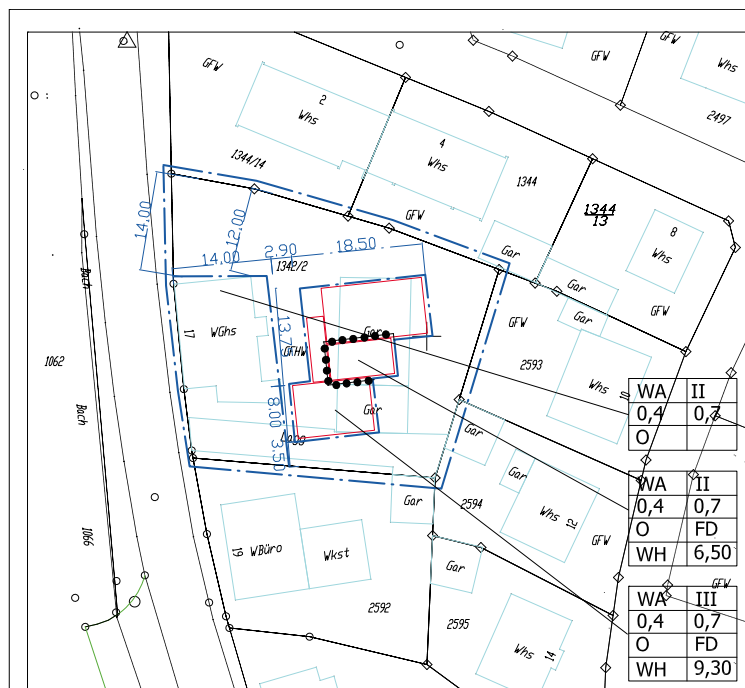 GFW
GFW
GFW
Whs
2497
2
Whs
4
Whs
1344/14
1344
1344
13
GFW
8
Whs
Gar
Gar
14.00
12.00
14.00
2.90
18.50
1342/2
Bach
17
WGhs
13.7
GFHW
Gar
GFW
GFW
1062
2593
Whs
10
WA II
0,4 0,7
O
Bach
8.00
Gar
3.50
Gar
Gar
Gar
2594
Whs
12
GFW
WA II
0,4 0,7
O FD
WH 6,50
1066
19
WBüro
Wkst
Gar
2592
2595
Whs
14
GFW
WA III
0,4 0,7
O FD
WH 9,30